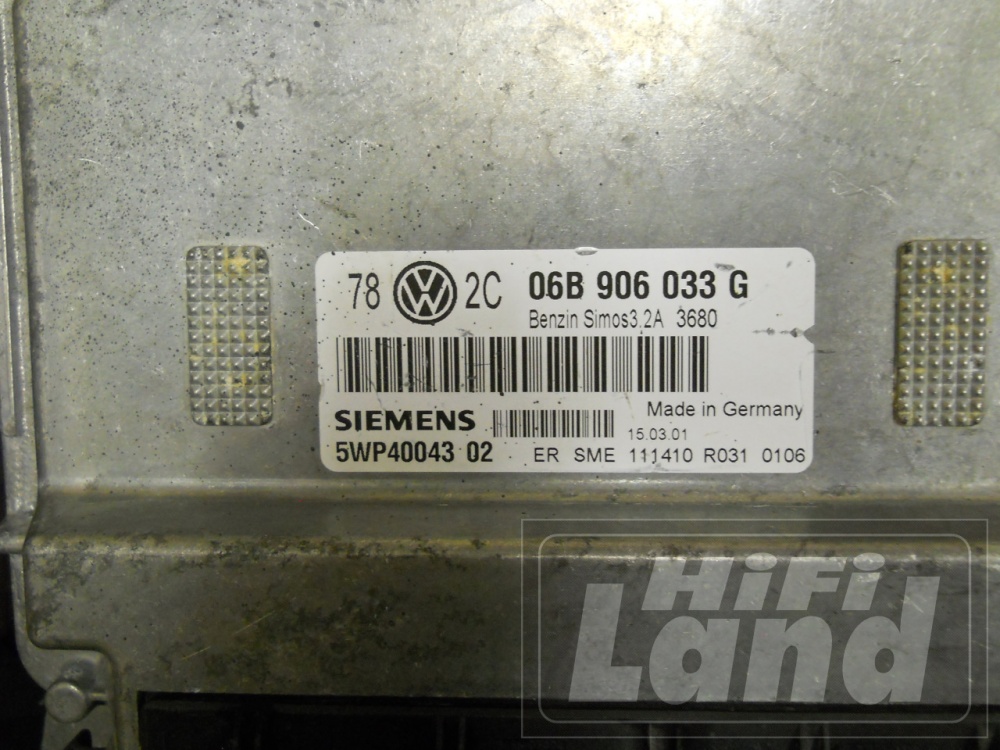 78 VW 2C 06B 906 033 G
Benzin Simos3.2A 3680
SIEMENS Made in Germany
15.03.01
5WP40043 02 ER SME 111410 R031 0106
HiFi
Land